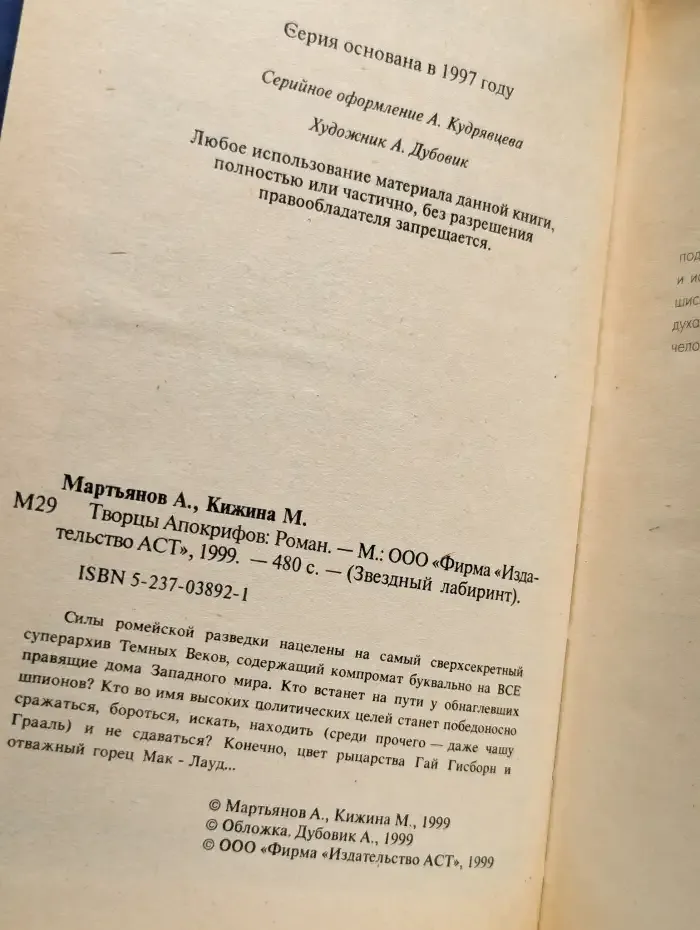 Серия основана в 1997 году
Серийное оформление А. Кудрявцева
Художник А. Дубовик
Любое использование материала данной книги,
полностью или частично, без разрешения
правообладателя запрещается.
Мартьянов А., Кижина М.
М29 Творцы Апокрифов: Роман. — М.: ООО «Фирма «Изда-
тельство АСТ», 1999. — 480 с. — (Звездный лабиринт).
ISBN 5-237-03892-1
Силы ромейской разведки нацелены на самый сверхсекретный
суперархив Темных Веков, содержащий компромат буквально на ВСЕ
правящие дома Западного мира. Кто встанет на пути у обнаглевших
шпионов? Кто во имя высоких политических целей станет победоносно
сражаться, бороться, искать, находить (среди прочего — даже чашу
Грааль) и не сдаваться? Конечно, цвет рыцарства Гай Гисборн и
отважный горец Мак - Лауд...
© Мартьянов А., Кижина М., 1999
© Обложка. Дубовик А., 1999
© ООО «Фирма «Издательство АСТ», 1999
под
и ис
шис
духа
чело